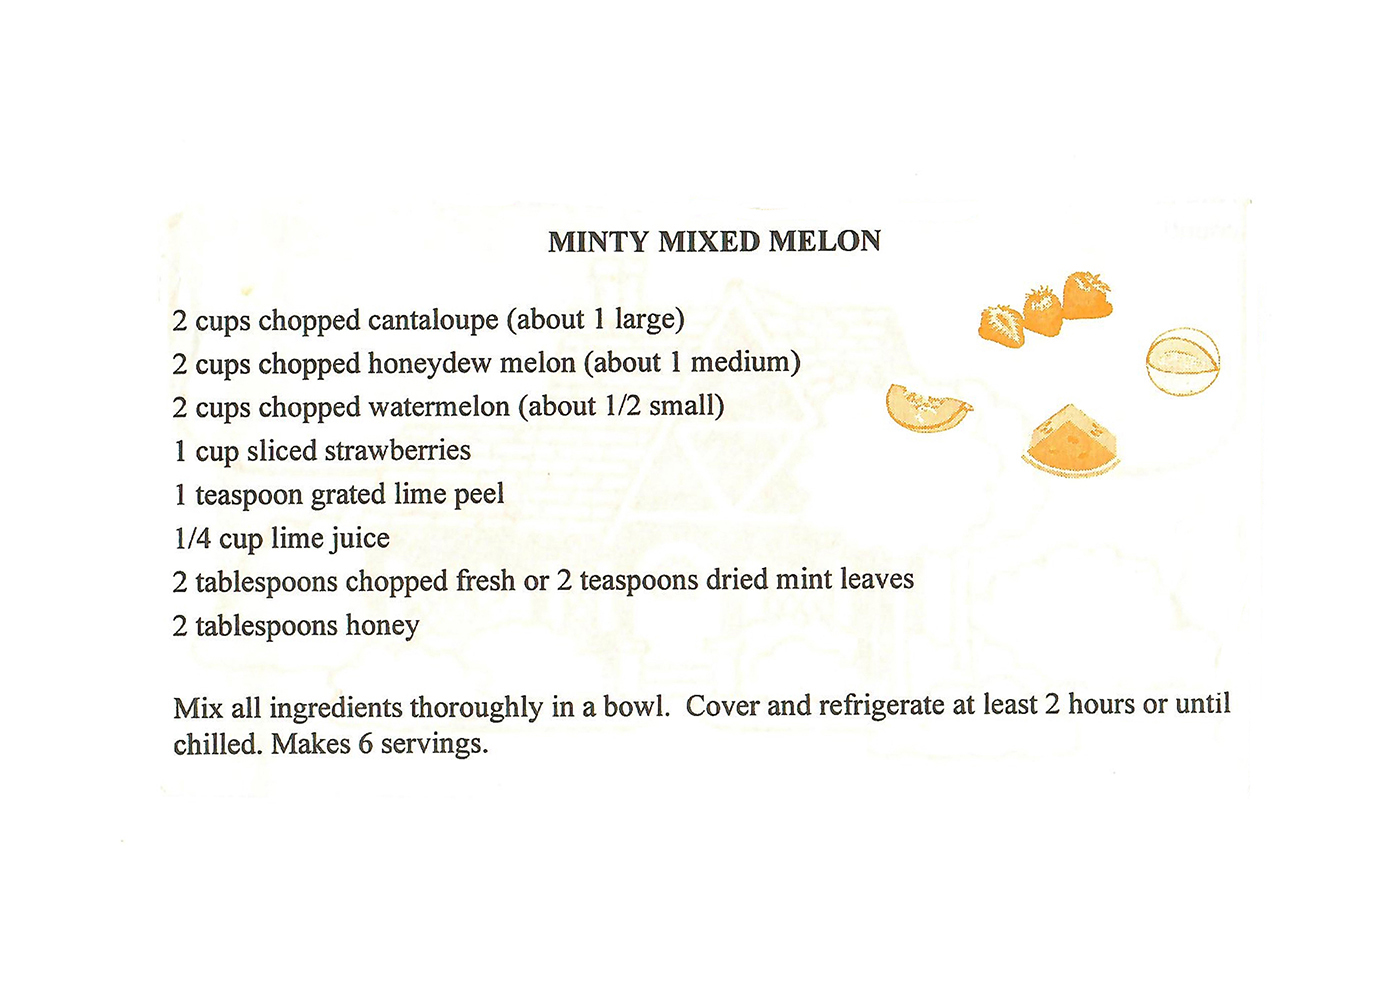 MINTY MIXED MELON
2 cups chopped cantaloupe (about 1 large)
2 cups chopped honeydew melon (about 1 medium)
2 cups chopped watermelon (about 1/2 small)
1 cup sliced strawberries
1 teaspoon grated lime peel
1/4 cup lime juice
2 tablespoons chopped fresh or 2 teaspoons dried mint leaves
2 tablespoons honey
Mix all ingredients thoroughly in a bowl.  Cover and refrigerate at least 2 hours or until
chilled. Makes 6 servings.